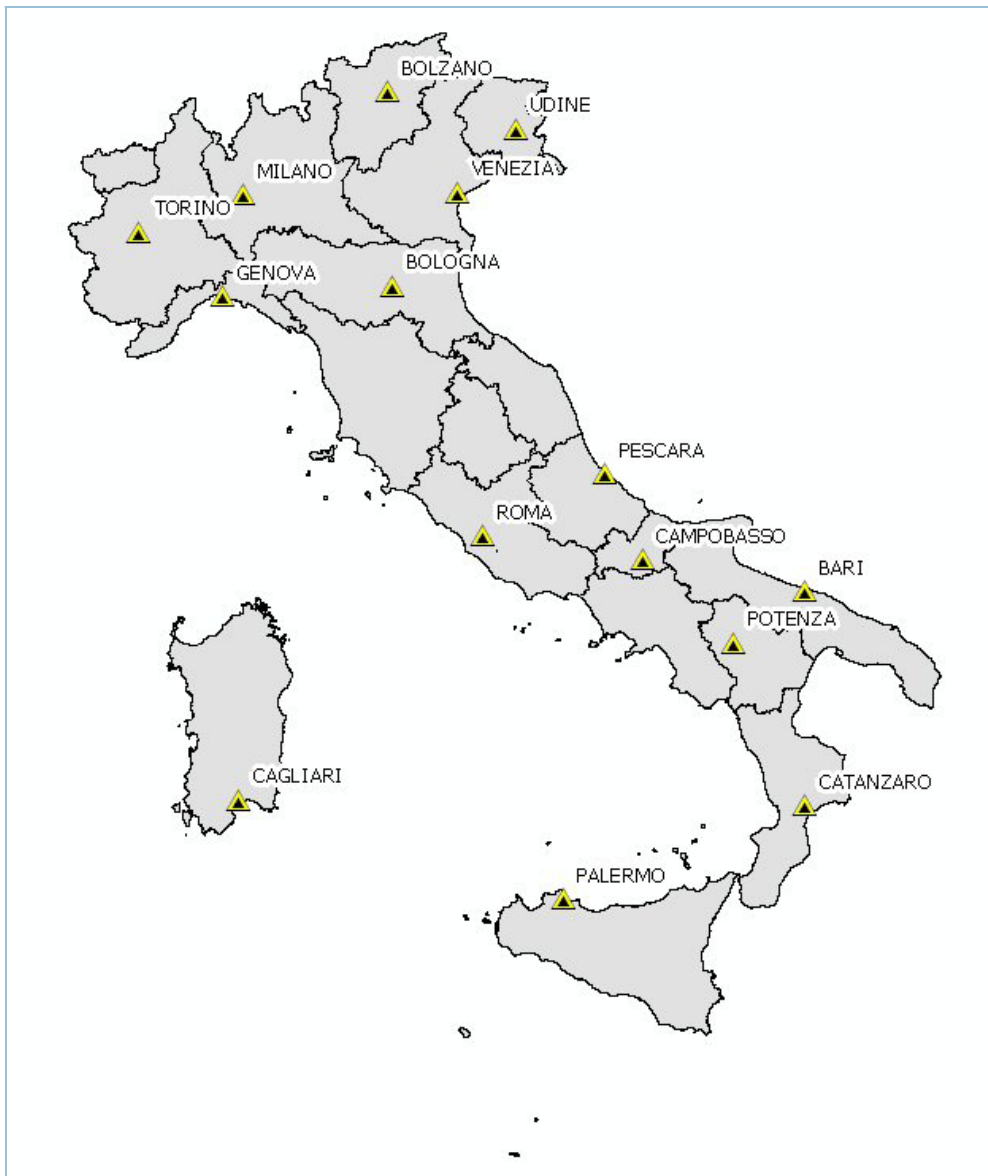 BOLZANO
UDINE
VENEZIA
MILANO
TORINO
BOLOGNA
GENOVA
PESCARA
ROMA
CAMPOBASSO
BARI
POTENZA
CAGLIARI
CATANZARO
PALERMO